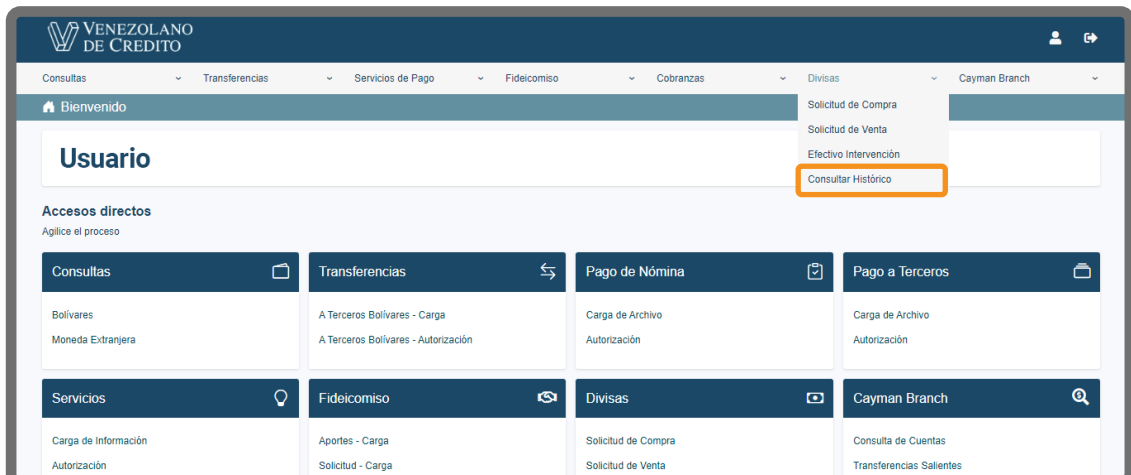 VENEZOLANO
DE CREDITO
Consultas Transferencias Servicios de Pago Fideicomiso Cobranzas Divisas Cayman Branch
Bienvenido
Solicitud de Compra
Solicitud de Venta
Efectivo Intervención
Consultar Histórico
Usuario
Accesos directos
Agilice el proceso
Consultas
Bolívares
Moneda Extranjera
Transferencias
A Terceros Bolívares - Carga
A Terceros Bolívares - Autorización
Pago de Nómina
Carga de Archivo
Autorización
Pago a Terceros
Carga de Archivo
Autorización
Servicios
Carga de Información
Autorización
Fideicomiso
Aportes - Carga
Solicitud - Carga
Divisas
Solicitud de Compra
Solicitud de Venta
Cayman Branch
Consulta de Cuentas
Transferencias Salientes